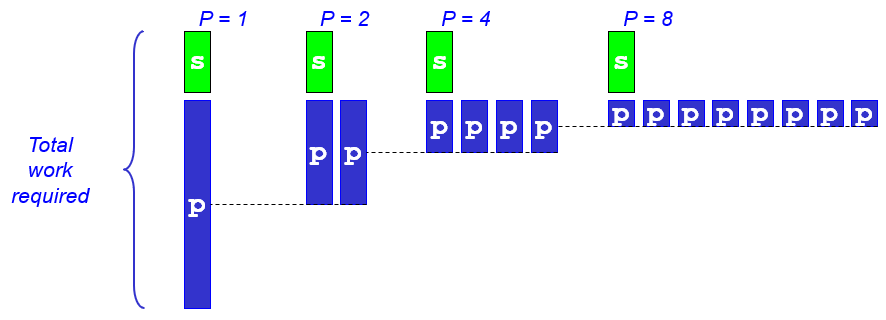 P = 1 P = 2 P = 4 P = 8
s s s s
p p p p p p p p p p p p p p p
Total
work
required